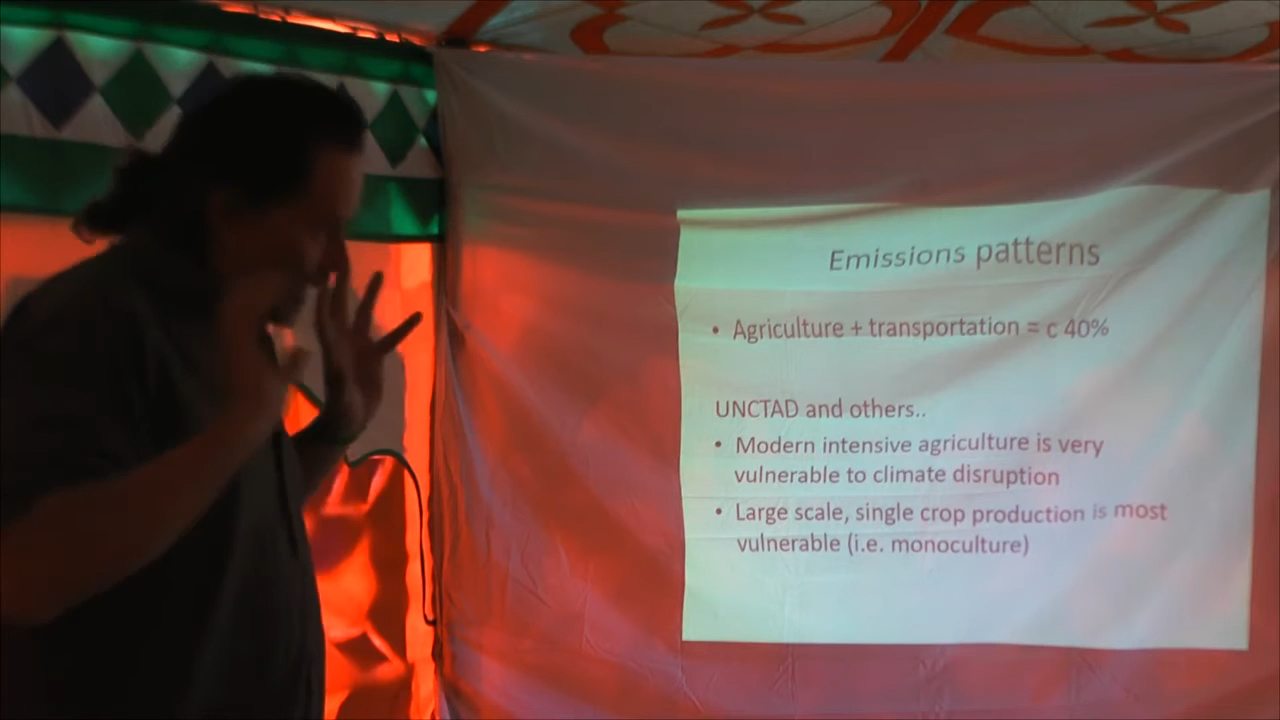 Emissions patterns
• Agriculture + transportation = c 40%
UNCTAD and others..
• Modern intensive agriculture is very
vulnerable to climate disruption
• Large scale, single crop production is most
vulnerable (i.e. monoculture)